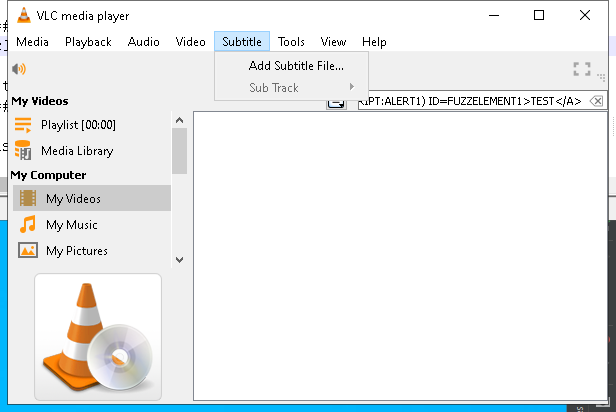 VLC media player
Media Playback Audio Video Subtitle Tools View Help
Add Subtitle File...
Sub Track
My Videos
RIPT:ALERT1) ID=FUZZELEMENT1>TEST</A>
Playlist [00:00]
Media Library
My Computer
My Videos
My Music
My Pictures